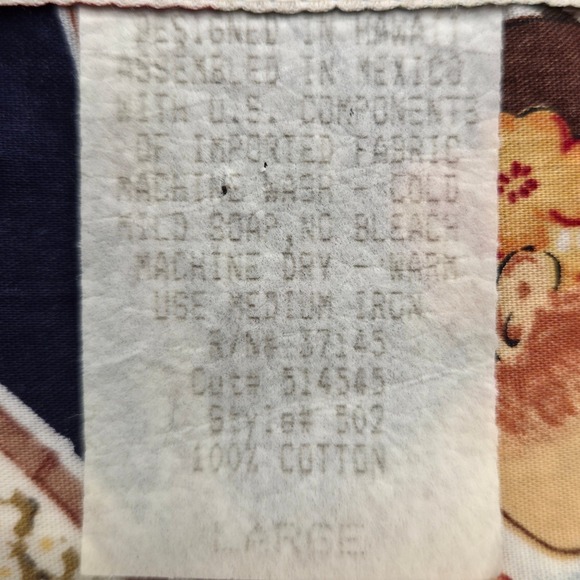 DESIGNED IN HAWAII
ASSEMBLED IN MEXICO
WITH U.S. COMPONENTS
OF IMPORTED FABRIC
MACHINE WASH - COLD
MILD SOAP,NO BLEACH
MACHINE DRY - WARM
USE MEDIUM IRON
R/N# 37145
Cut# 514545
Style# 502
100% COTTON
LARGE